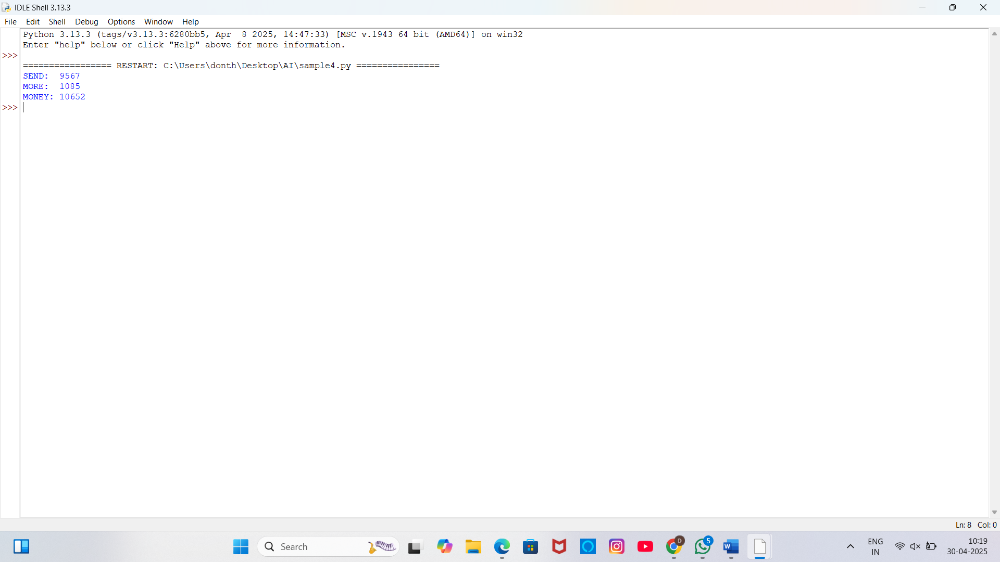 IDLE Shell 3.13.3
File Edit Shell Debug Options Window Help
Python 3.13.3 (tags/v3.13.3:6280bb5, Apr  8 2025, 14:47:33) [MSC v.1943 64 bit (AMD64)] on win32
Enter "help" below or click "Help" above for more information.
>>>
================= RESTART: C:\Users\donth\Desktop\AI\sample4.py ================
SEND:  9567
MORE:  1085
MONEY: 10652
>>>
Ln: 8 Col: 0
Search
D
5
W
ENG
IN
10:19
30-04-2025